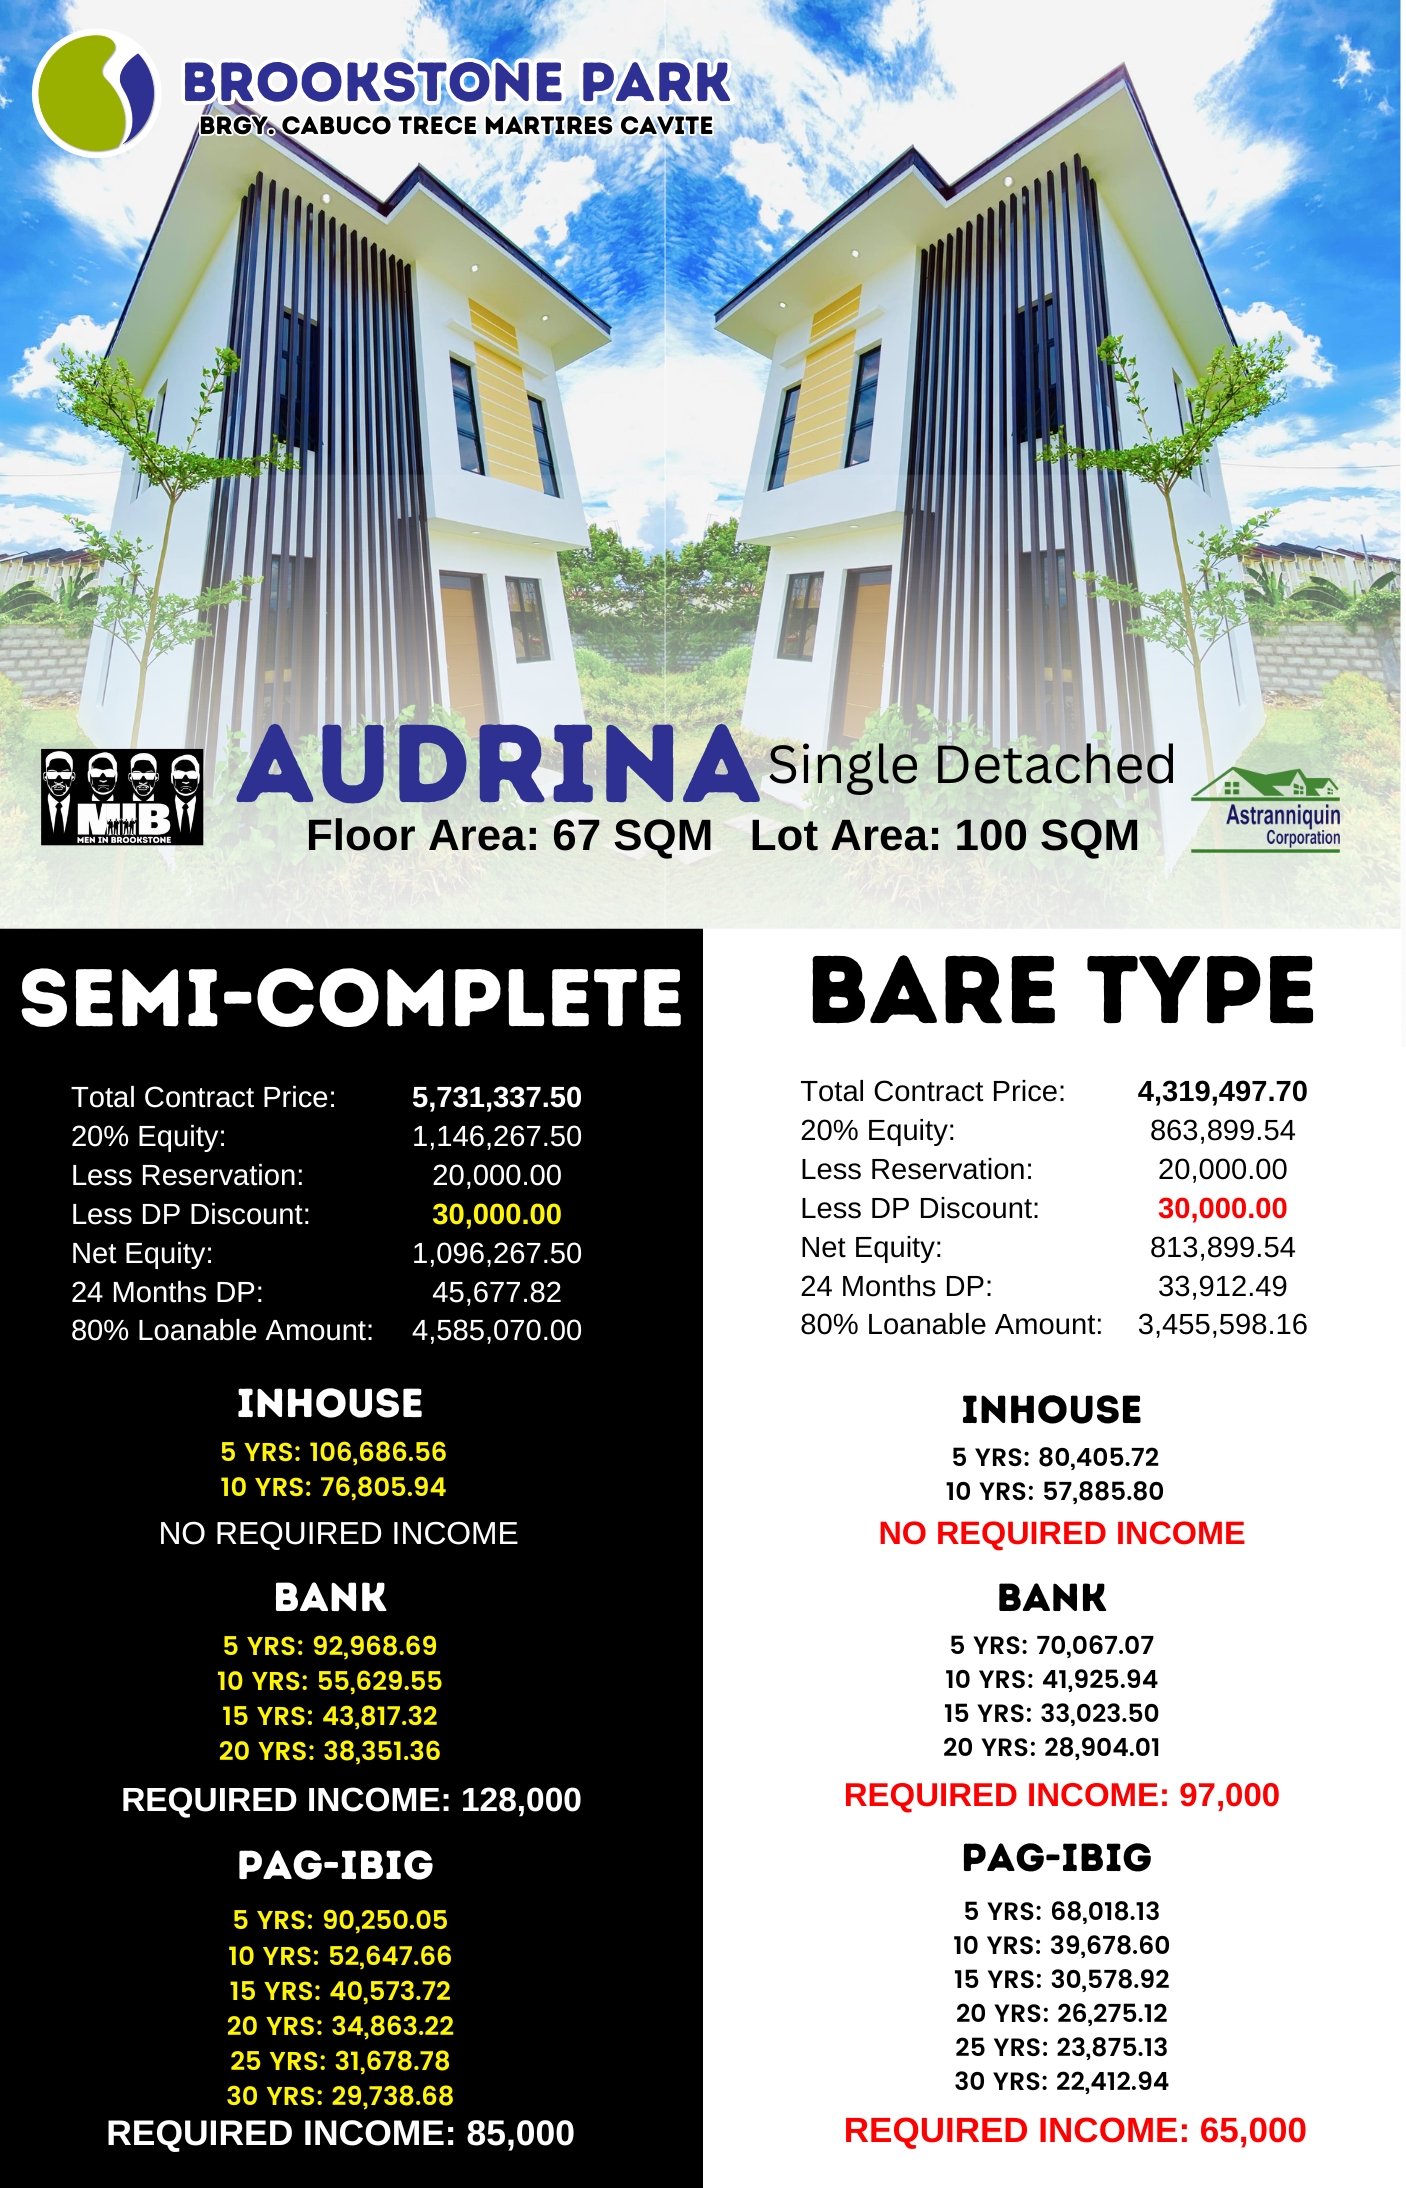 BROOKSTONE PARK
BRGY. CABUCO TRECE MARTIRES CAVITE
MIB
MEN IN BROOKSTONE
AUDRINA Single Detached
Floor Area: 67 SQM Lot Area: 100 SQM
Astranniquin
Corporation
SEMI-COMPLETE
Total Contract Price: 5,731,337.50
20% Equity: 1,146,267.50
Less Reservation: 20,000.00
Less DP Discount: 30,000.00
Net Equity: 1,096,267.50
24 Months DP: 45,677.82
80% Loanable Amount: 4,585,070.00
INHOUSE
5 YRS: 106,686.56
10 YRS: 76,805.94
NO REQUIRED INCOME
BANK
5 YRS: 92,968.69
10 YRS: 55,629.55
15 YRS: 43,817.32
20 YRS: 38,351.36
REQUIRED INCOME: 128,000
PAG-IBIG
5 YRS: 90,250.05
10 YRS: 52,647.66
15 YRS: 40,573.72
20 YRS: 34,863.22
25 YRS: 31,678.78
30 YRS: 29,738.68
REQUIRED INCOME: 85,000
BARE TYPE
Total Contract Price: 4,319,497.70
20% Equity: 863,899.54
Less Reservation: 20,000.00
Less DP Discount: 30,000.00
Net Equity: 813,899.54
24 Months DP: 33,912.49
80% Loanable Amount: 3,455,598.16
INHOUSE
5 YRS: 80,405.72
10 YRS: 57,885.80
NO REQUIRED INCOME
BANK
5 YRS: 70,067.07
10 YRS: 41,925.94
15 YRS: 33,023.50
20 YRS: 28,904.01
REQUIRED INCOME: 97,000
PAG-IBIG
5 YRS: 68,018.13
10 YRS: 39,678.60
15 YRS: 30,578.92
20 YRS: 26,275.12
25 YRS: 23,875.13
30 YRS: 22,412.94
REQUIRED INCOME: 65,000